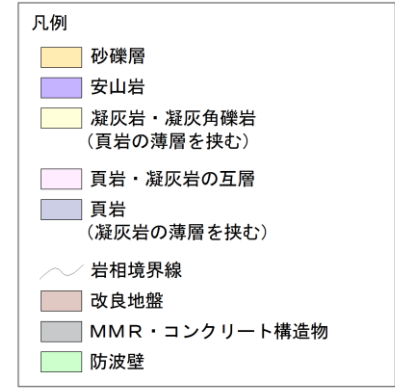 凡例
砂礫層
安山岩
凝灰岩・凝灰角礫岩
(頁岩の薄層を挟む)
頁岩・凝灰岩の互層
頁岩
(凝灰岩の薄層を挟む)
岩相境界線
改良地盤
MMR・コンクリート構造物
防波壁